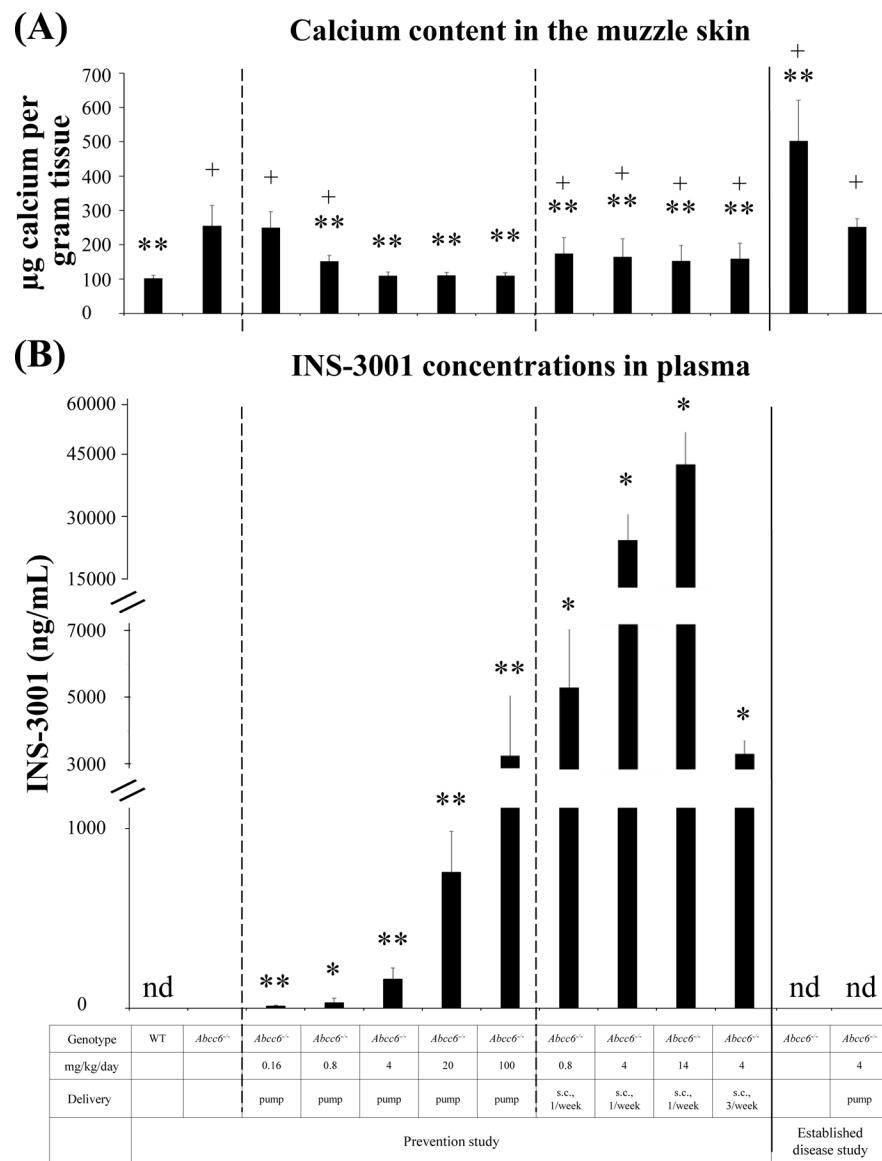 (A) Calcium content in the muzzle skin
µg calcium per
gram tissue
700
600
500
400
300
200
100
0
** + + + ** ** ** ** + ** + ** + ** + ** + ** +
(B) INS-3001 concentrations in plasma
INS-3001 (ng/mL)
60000
45000
30000
15000
7000
5000
3000
1000
0
nd ** * ** ** ** * * * * nd nd
Genotype WT Abcc6-/- Abcc6-/- Abcc6-/- Abcc6-/- Abcc6-/- Abcc6-/- Abcc6-/- Abcc6-/- Abcc6-/- Abcc6-/- Abcc6-/- Abcc6-/-
mg/kg/day 0.16 0.8 4 20 100 0.8 4 14 4 4
Delivery pump pump pump pump pump s.c., 1/week s.c., 1/week s.c., 1/week s.c., 3/week pump
Prevention study Established
disease study